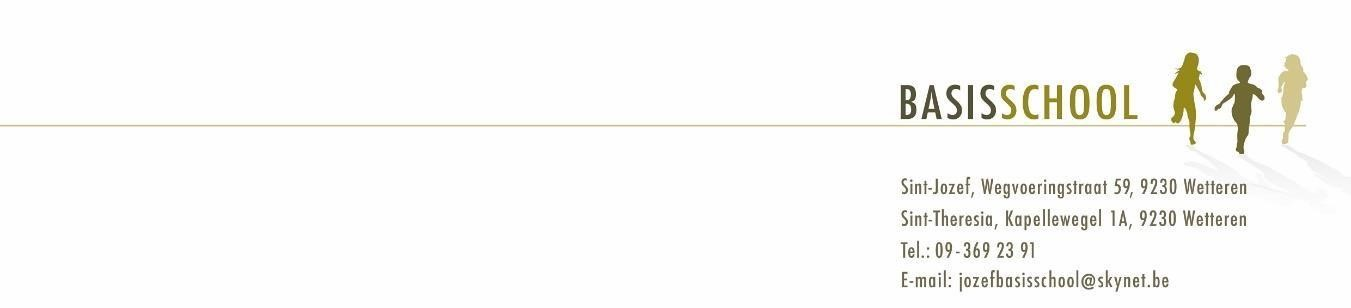 BASISSCHOOL
Sint-Jozef, Wegvoeringstraat 59, 9230 Wetteren
Sint-Theresia, Kapellewegel 1A, 9230 Wetteren
Tel.: 09-369 23 91
E-mail: jozefbasisschool@skynet.be